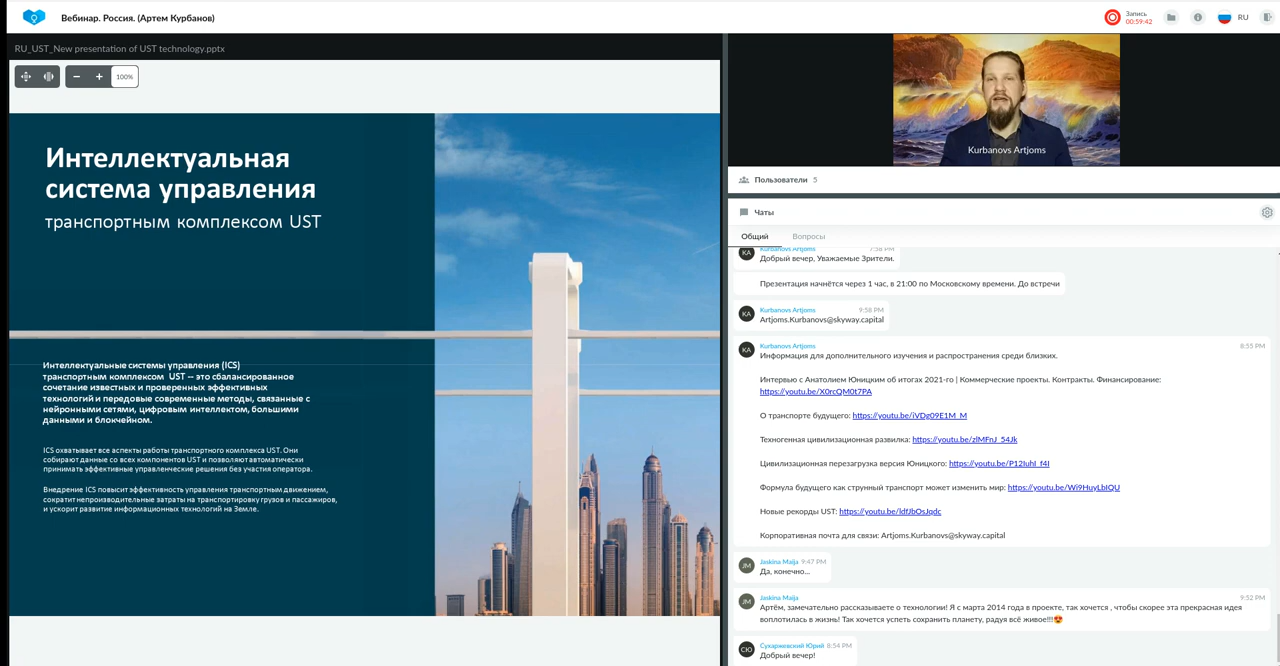 Вебинар. Россия. (Артем Курбанов)
Запись
00:59:42
RU
RU_UST_New presentation of UST technology.pptx
100%
Интеллектуальная
система управления
транспортным комплексом UST
Интеллектуальные системы управления (ICS)
транспортным комплексом UST -- это сбалансированное
сочетание известных и проверенных эффективных
технологий и передовые современные методы, связанные с
нейронными сетями, цифровым интеллектом, большими
данными и блокчейном.
ICS охватывает все аспекты работы транспортного комплекса UST. Они
собирают данные со всех компонентов UST и позволяют автоматически
принимать эффективные управленческие решения без участия оператора.
Внедрение ICS повысит эффективность управления транспортным движением,
сократит непроизводительные затраты на транспортировку грузов и пассажиров,
и ускорит развитие информационных технологий на Земле.
Kurbanovs Artjoms
Пользователи 5
Чаты
Общий Вопросы
KA Kurbanovs Artjoms 7:58 PM
Добрый вечер, Уважаемые Зрители.
Презентация начнётся через 1 час, в 21:00 по Московскому времени. До встречи
KA Kurbanovs Artjoms 9:58 PM
Artjoms.Kurbanovs@skyway.capital
KA Kurbanovs Artjoms 8:55 PM
Информация для дополнительного изучения и распространения среди близких.
Интервью с Анатолием Юницким об итогах 2021-го | Коммерческие проекты. Контракты. Финансирование:
https://youtu.be/X0rcQM0t7PA
О транспорте будущего: https://youtu.be/iVDg09E1M_M
Техногенная цивилизационная развилка: https://youtu.be/zlMFnJ_54Jk
Цивилизационная перезагрузка версия Юницкого: https://youtu.be/P12IuhI_f4I
Формула будущего как струнный транспорт может изменить мир: https://youtu.be/Wi9HuyLbIQU
Новые рекорды UST: https://youtu.be/ldfJbOsJqdc
Корпоративная почта для связи: Artjoms.Kurbanovs@skyway.capital
JM Jaskina Maija 9:47 PM
Да, конечно...
JM Jaskina Maija 9:52 PM
Артём, замечательно рассказываете о технологии! Я с марта 2014 года в проекте, так хочется , чтобы скорее эта прекрасная идея
воплотилась в жизнь! Так хочется успеть сохранить планету, радуя всё живое!!!😍
СЮ Сухаржевский Юрий 8:54 PM
Добрый вечер!